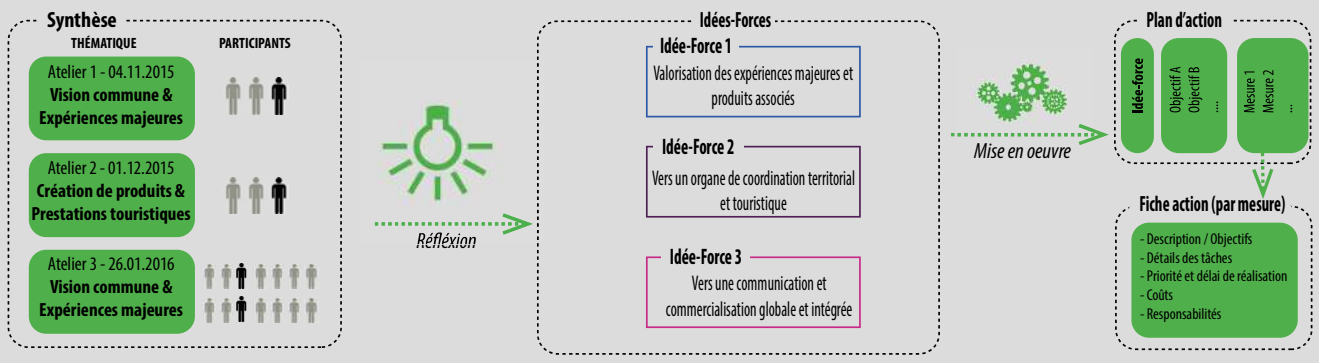 Synthèse
THÉMATIQUE
PARTICIPANTS
Atelier 1 - 04.11.2015
Vision commune &
Expériences majeures
Atelier 2 - 01.12.2015
Création de produits &
Prestations touristiques
Atelier 3 - 26.01.2016
Vision commune &
Expériences majeures
Réfléxion
Idées-Forces
Idée-Force 1
Valorisation des expériences majeures et
produits associés
Idée-Force 2
Vers un organe de coordination territorial
et touristique
Idée-Force 3
Vers une communication et
commercialisation globale et intégrée
Mise en oeuvre
Plan d'action
Idée-force
Objectif A
Objectif B
....
Mesure 1
Mesure 2
...
Fiche action (par mesure)
- Description / Objectifs
- Détails des tâches
- Priorité et délai de réalisation
- Coûts
- Responsabilités